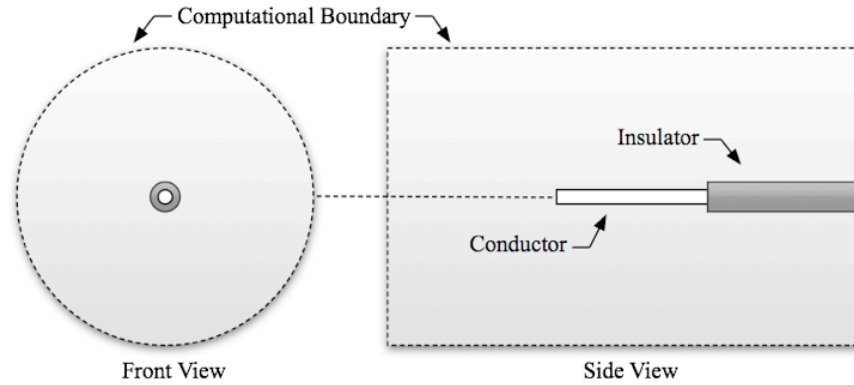 Computational Boundary
Insulator
Conductor
Front View
Side View